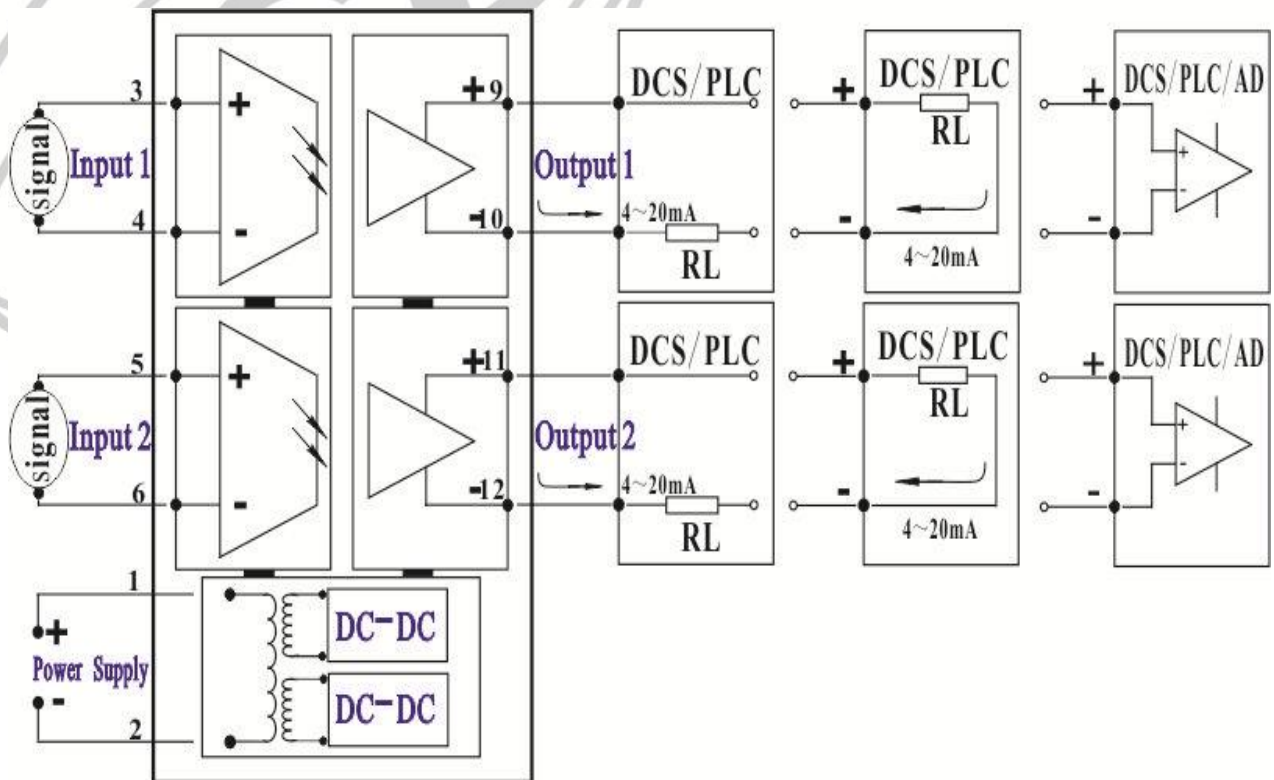 DCS/PLC
DCS/PLC
DCS/PLC/AD
3
+
+
9
+
+
signal
Input 1
Output 1
RL
+
-
4
-
-
10
4~20mA
-
4~20mA
-
RL
5
+
+
11
DCS/PLC
+
DCS/PLC
+
DCS/PLC/AD
signal
Input 2
Output 2
RL
+
-
6
-
-
12
4~20mA
-
4~20mA
-
RL
1
+
Power Supply
-
2
DC-DC
DC-DC